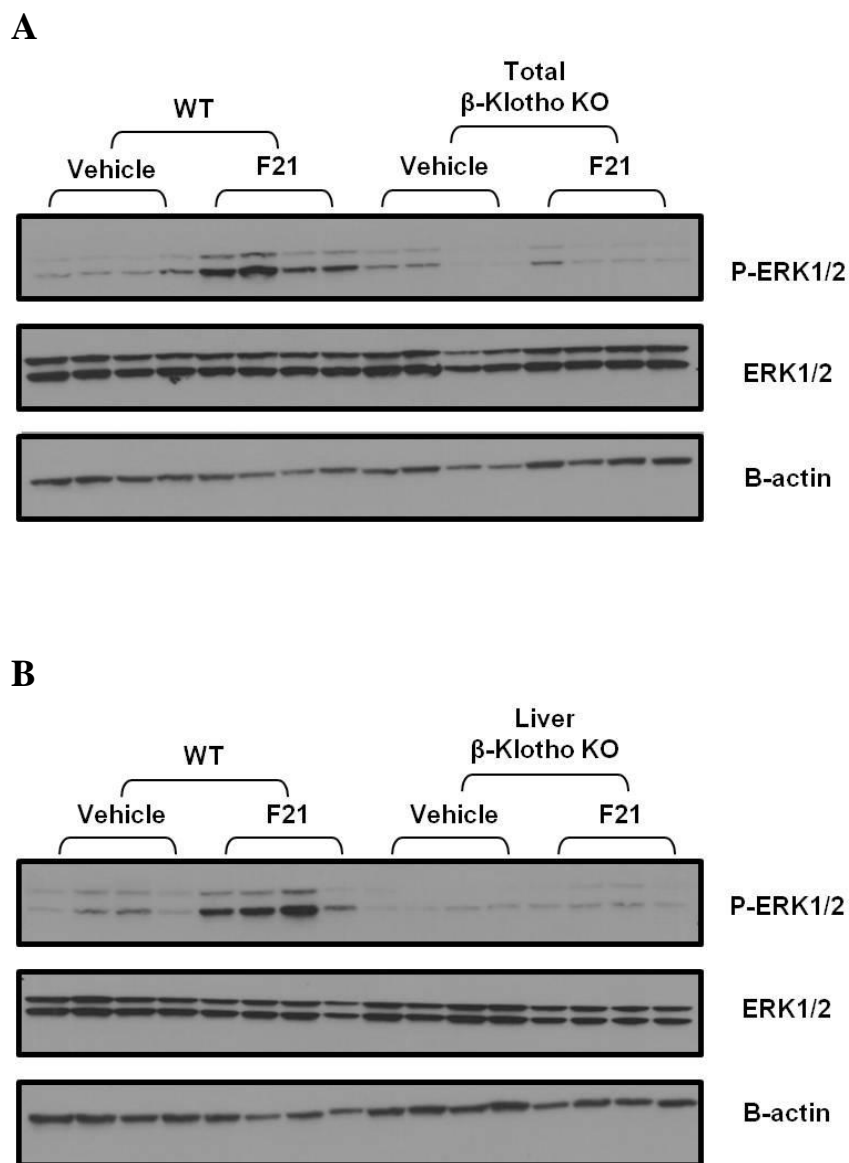 A
Total
β-Klotho KO
WT
Vehicle F21 Vehicle F21
P-ERK1/2
ERK1/2
B-actin
B
Liver
β-Klotho KO
WT
Vehicle F21 Vehicle F21
P-ERK1/2
ERK1/2
B-actin